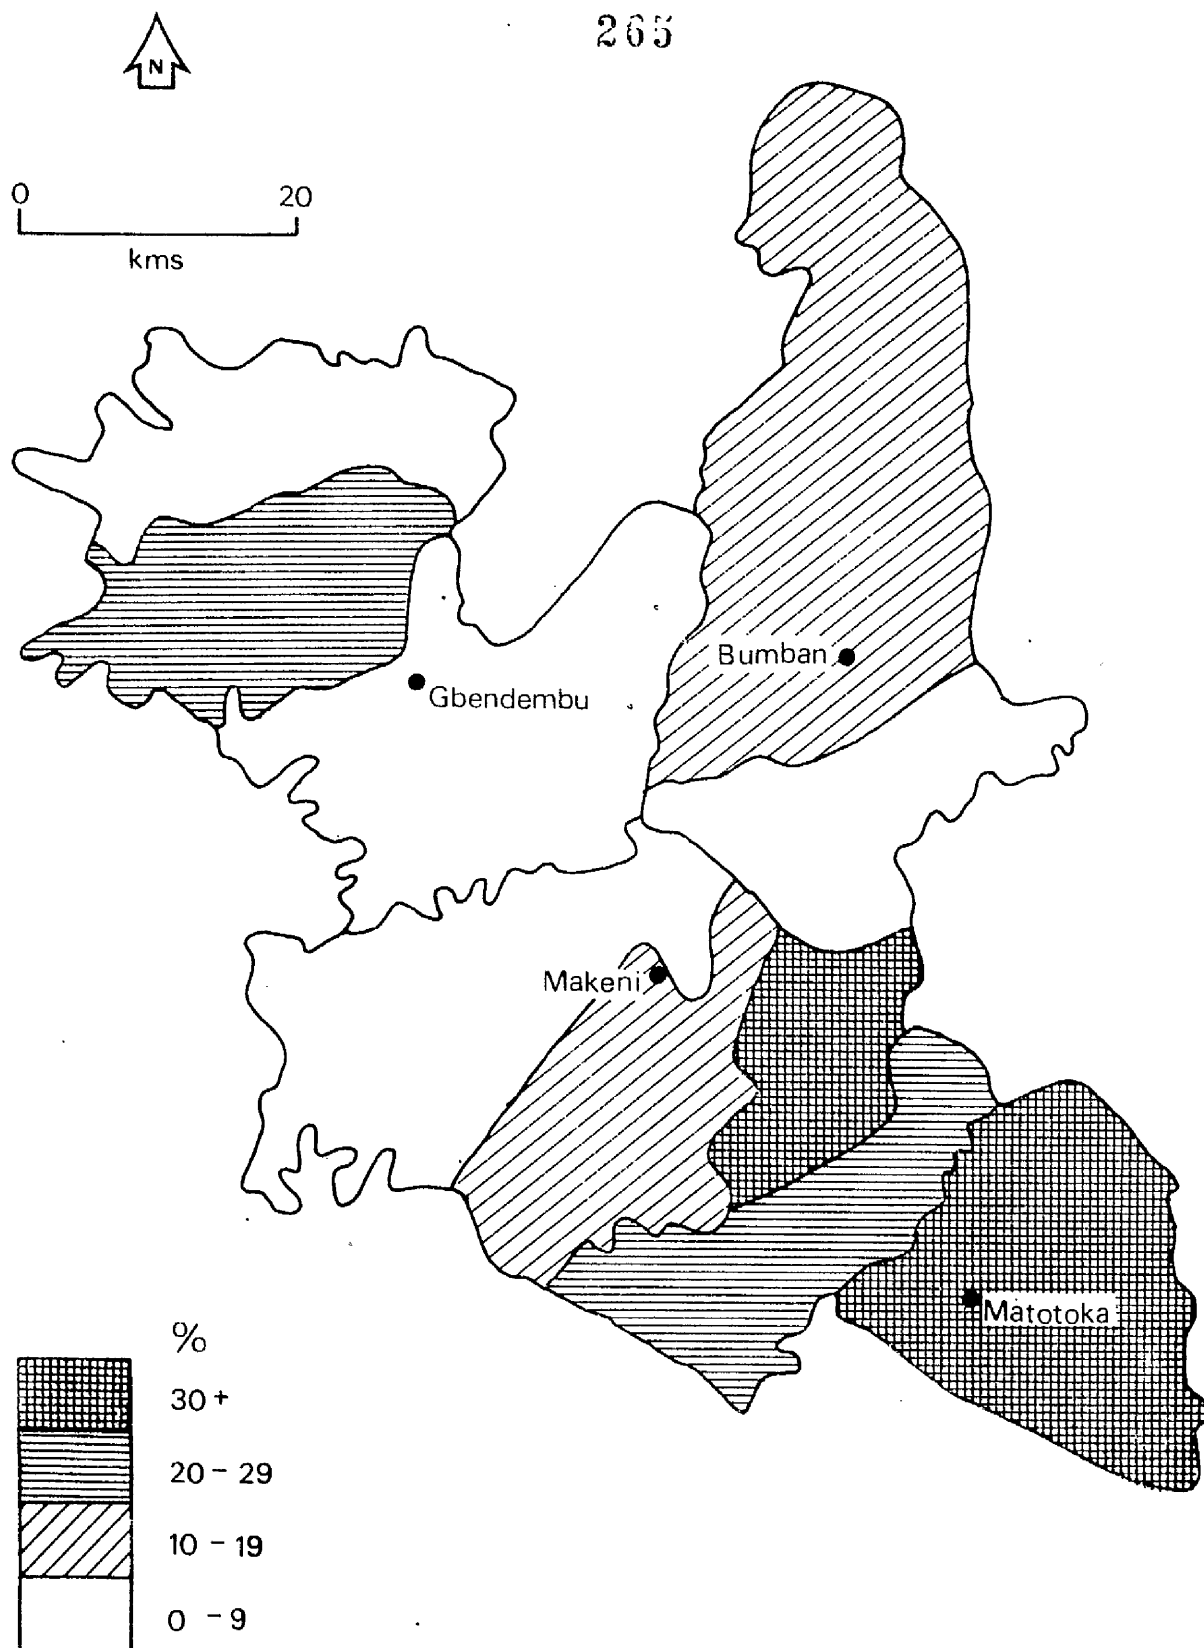 265
N
0 20
kms
Bumban
Gbendembu
Makeni
Matotoka
%
30+
20-29
10-19
0-9